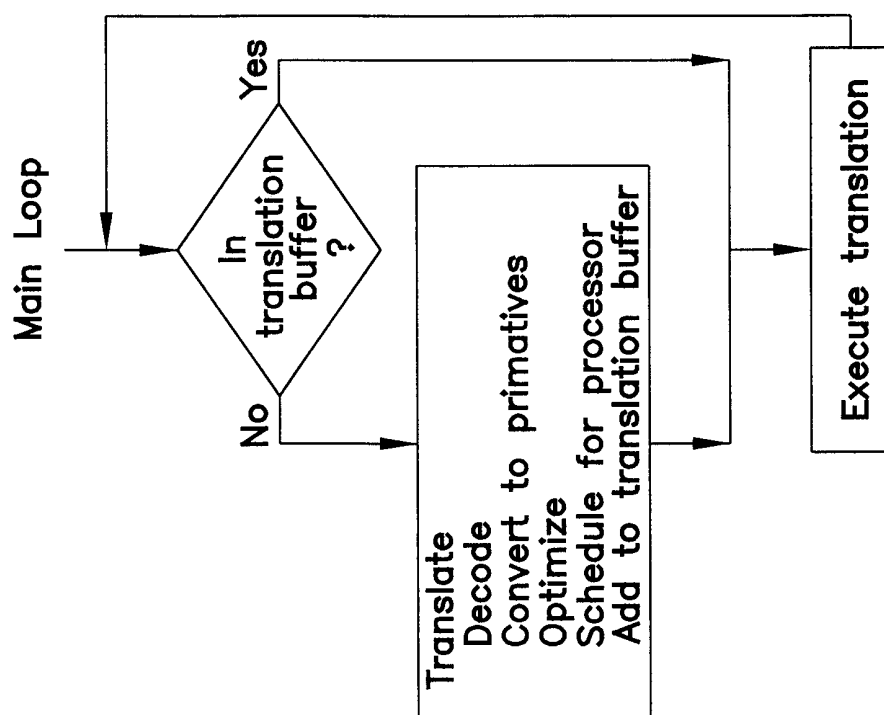 Main Loop
In
translation
buffer
?
Yes
No
Translate
Decode
Convert to primatives
Optimize
Schedule for processor
Add to translation buffer
Execute translation